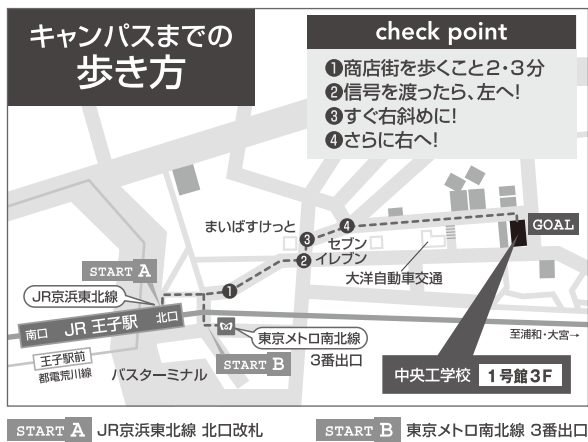 キャンパスまでの
歩き方
check point
❶商店街を歩くこと2・3分
❷信号を渡ったら、左へ!
❸すぐ右斜めに!
❹さらに右へ!
まいばすけっと
❸
❹
GOAL
セブン
イレブン
❷
大洋自動車交通
START A
❶
JR京浜東北線
南口 JR 王子駅 北口
東京メトロ南北線
3番出口
至浦和・大宮→
王子駅前
都電荒川線
バスターミナル
START B
中央工学校 1号館3F
START A JR京浜東北線 北口改札
START B 東京メトロ南北線 3番出口